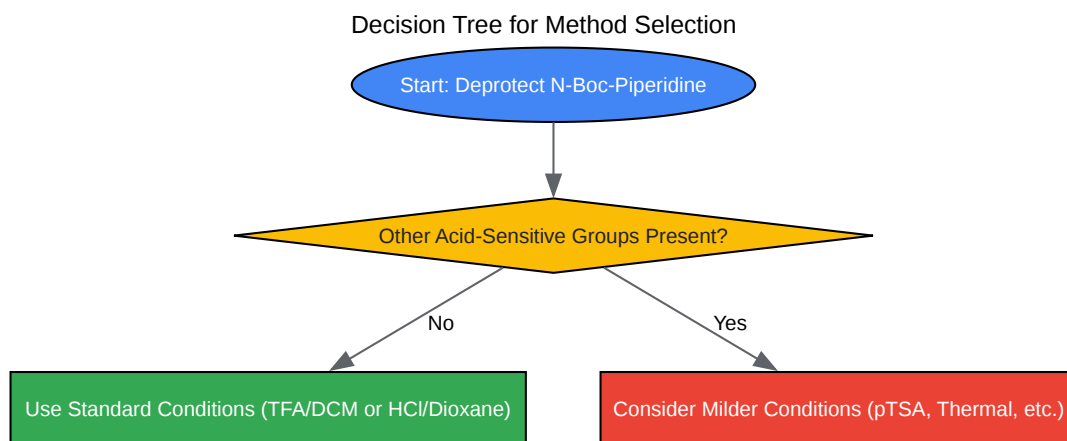 Decision Tree for Method Selection
Start: Deprotect N-Boc-Piperidine
Other Acid-Sensitive Groups Present?
No
Yes
Use Standard Conditions (TFA/DCM or HCl/Dioxane)
Consider Milder Conditions (pTSA, Thermal, etc.)